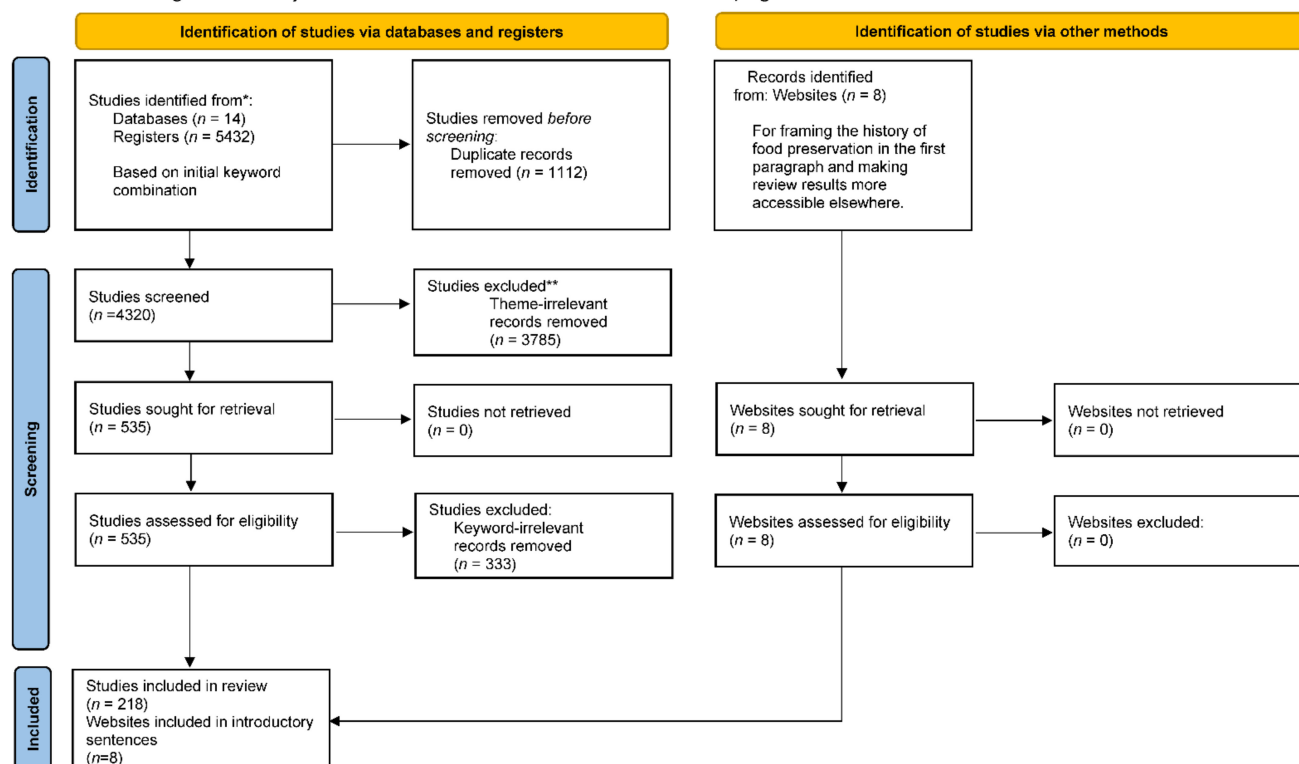 Identification of studies via databases and registers
Identification of studies via other methods
Identification
Studies identified from*:
Databases (n = 14)
Registers (n = 5432)
Based on initial keyword
combination
Studies removed before
screening:
Duplicate records
removed (n = 1112)
Records identified
from: Websites (n = 8)
For framing the history of
food preservation in the first
paragraph and making
review results more
accessible elsewhere.
Screening
Studies screened
(n =4320)
Studies excluded**
Theme-irrelevant
records removed
(n = 3785)
Studies sought for retrieval
(n = 535)
Studies not retrieved
(n = 0)
Websites sought for retrieval
(n = 8)
Websites not retrieved
(n = 0)
Studies assessed for eligibility
(n = 535)
Studies excluded:
Keyword-irrelevant
records removed
(n = 333)
Websites assessed for eligibility
(n = 8)
Websites excluded:
(n = 0)
Included
Studies included in review
(n = 218)
Websites included in introductory
sentences
(n=8)